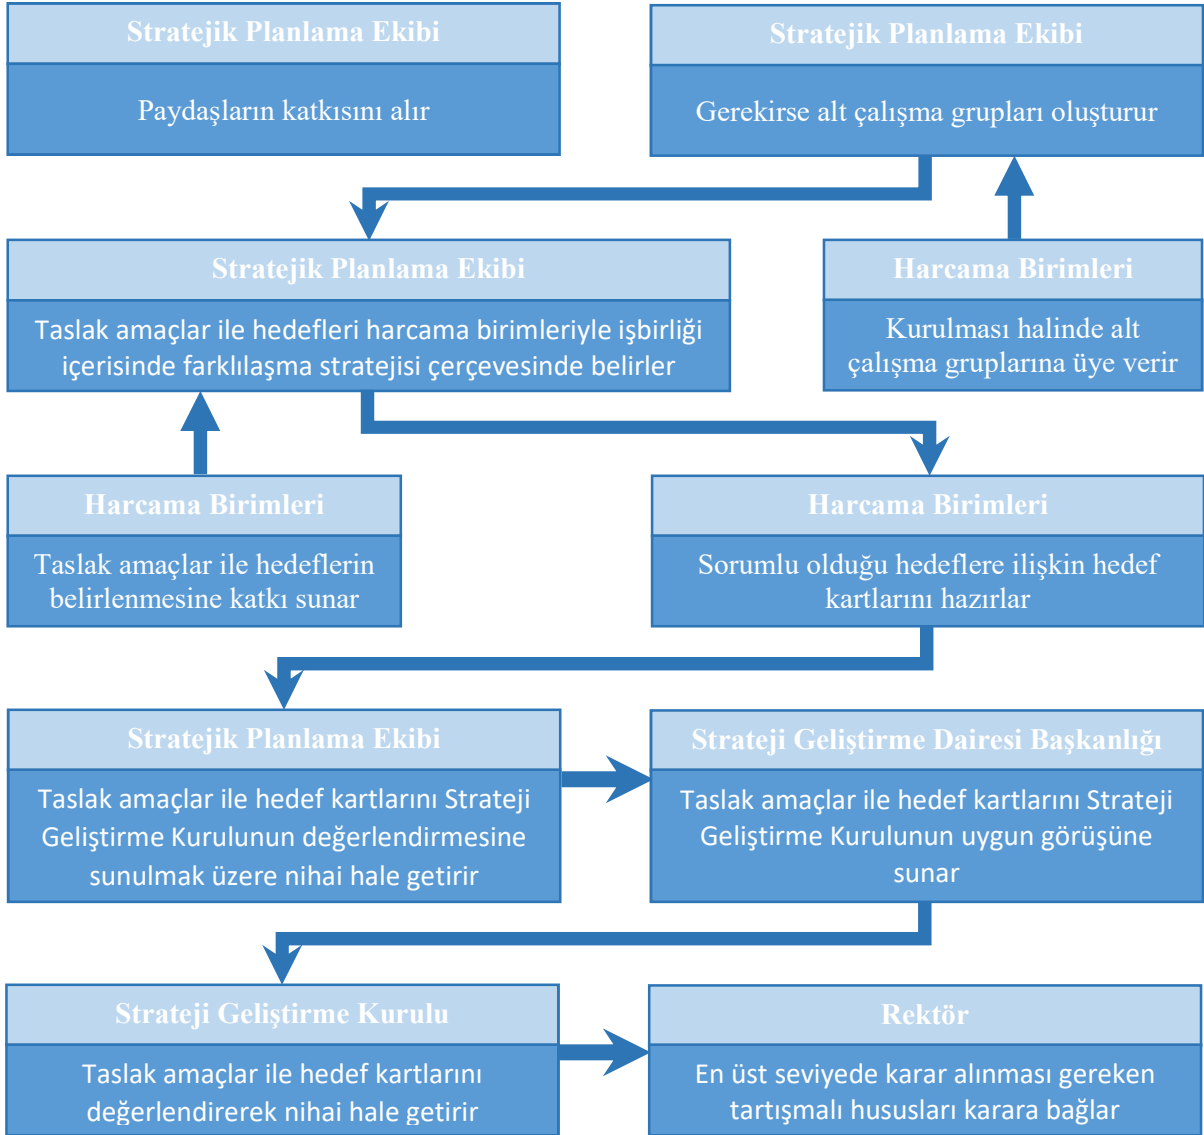 Stratejik Planlama Ekibi
Paydaşların katkısını alır
Stratejik Planlama Ekibi
Gerekirse alt çalışma grupları oluşturur
Stratejik Planlama Ekibi
Taslak amaçlar ile hedefleri harcama birimleriyle işbirliği
içerisinde farklılaşma stratejisi çerçevesinde belirler
Harcama Birimleri
Kurulması halinde alt
çalışma gruplarına üye verir
Harcama Birimleri
Taslak amaçlar ile hedeflerin
belirlenmesine katkı sunar
Harcama Birimleri
Sorumlu olduğu hedeflere ilişkin hedef
kartlarını hazırlar
Stratejik Planlama Ekibi
Taslak amaçlar ile hedef kartlarını Strateji
Geliştirme Kurulunun değerlendirmesine
sunulmak üzere nihai hale getirir
Strateji Geliştirme Dairesi Başkanlığı
Taslak amaçlar ile hedef kartlarını Strateji
Geliştirme Kurulunun uygun görüşüne
sunar
Strateji Geliştirme Kurulu
Taslak amaçlar ile hedef kartlarını
değerlendirerek nihai hale getirir
Rektör
En üst seviyede karar alınması gereken
tartışmalı hususları karara bağlar